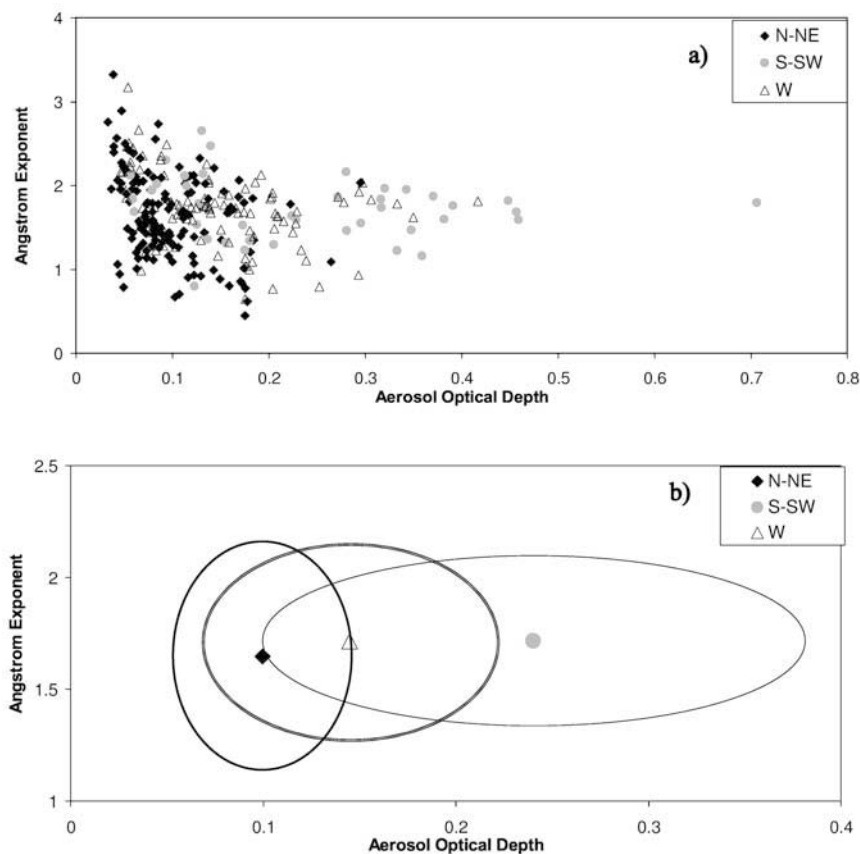 4
a)
N-NE
S-SW
W
3
2
1
0
Angstrom Exponent
0 0.1 0.2 0.3 0.4 0.5 0.6 0.7 0.8
Aerosol Optical Depth
2.5
b)
N-NE
S-SW
W
2
1.5
1
Angstrom Exponent
0 0.1 0.2 0.3 0.4
Aerosol Optical Depth